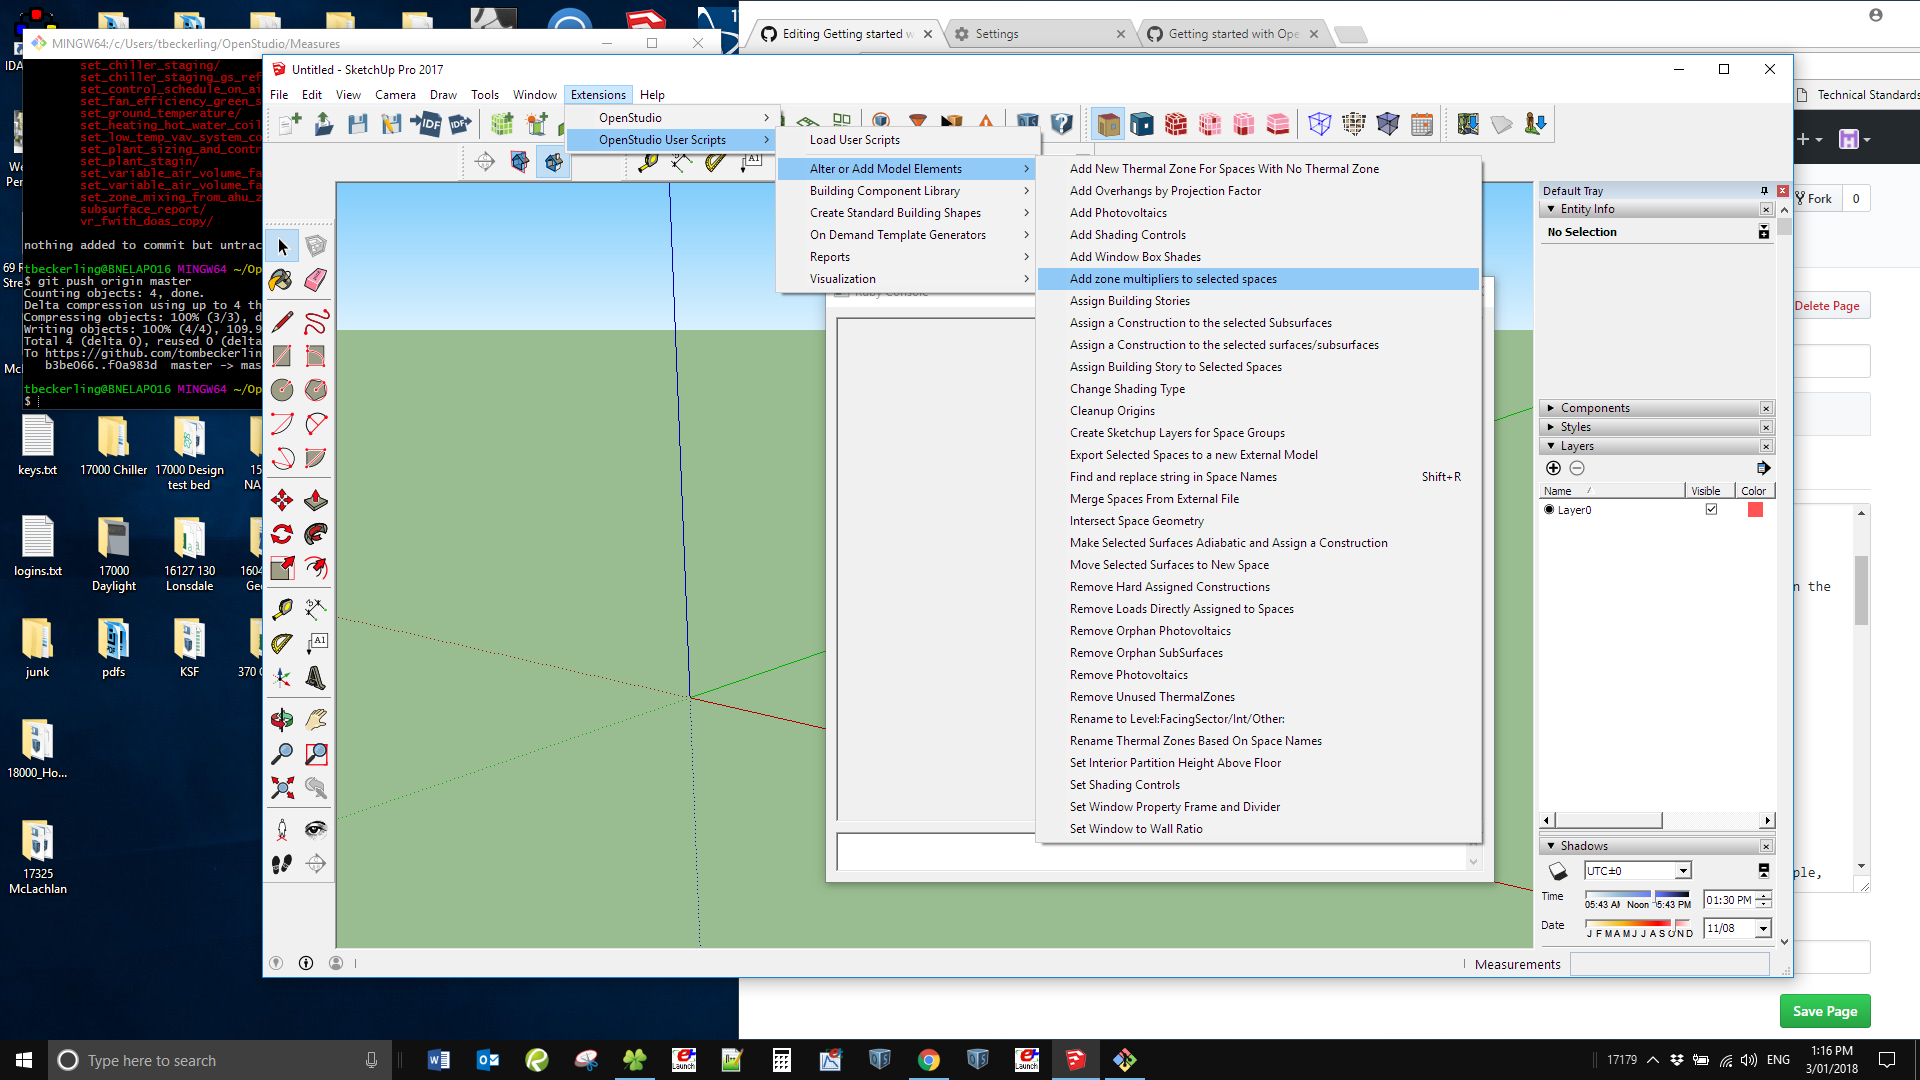 MINGW64:/c/Users/tbeckerling/OpenStudio/Measures
set_chiller_staging/
set_chiller_staging_gs_ref
set_control_schedule_on_ai
set_fan_efficiency_green_s
set_ground_temperature/
set_heating_hot_water_coil
set_low_temp_vav_system_co
set_plant_sizing_and_contr
set_plant_stagin/
set_variable_air_volume_fa
set_variable_air_volume_fa
set_zone_mixing_from_ahu_z
subsurface_report/
vr_fwith_doas_copy/
nothing added to commit but untrac
tbeckerling@BNELAP016 MINGW64 ~/Op
$ git push origin master
Counting objects: 4, done.
Delta compression using up to 4 th
Compressing objects: 100% (3/3), d
Writing objects: 100% (4/4), 109.9
Total 4 (delta 0), reused 0 (delta
To https://github.com/tombeckerlin
b3be066..f0a983d master -> mas
tbeckerling@BNELAP016 MINGW64 ~/Op
$
Editing Getting started w
Settings
Getting started with Ope
Technical Standards
Fork
0
Delete Page
n the
ple,
Save Page
Untitled - SketchUp Pro 2017
File Edit View Camera Draw Tools Window Extensions Help
OpenStudio
OpenStudio User Scripts
Load User Scripts
Alter or Add Model Elements
Building Component Library
Create Standard Building Shapes
On Demand Template Generators
Reports
Visualization
Ruby Console
Add New Thermal Zone For Spaces With No Thermal Zone
Add Overhangs by Projection Factor
Add Photovoltaics
Add Shading Controls
Add Window Box Shades
Add zone multipliers to selected spaces
Assign Building Stories
Assign a Construction to the selected Subsurfaces
Assign a Construction to the selected surfaces/subsurfaces
Assign Building Story to Selected Spaces
Change Shading Type
Cleanup Origins
Create Sketchup Layers for Space Groups
Export Selected Spaces to a new External Model
Find and replace string in Space Names Shift+R
Merge Spaces From External File
Intersect Space Geometry
Make Selected Surfaces Adiabatic and Assign a Construction
Move Selected Surfaces to New Space
Remove Hard Assigned Constructions
Remove Loads Directly Assigned to Spaces
Remove Orphan Photovoltaics
Remove Orphan SubSurfaces
Remove Photovoltaics
Remove Unused ThermalZones
Rename to Level:FacingSector/Int/Other:
Rename Thermal Zones Based On Space Names
Set Interior Partition Height Above Floor
Set Shading Controls
Set Window Property Frame and Divider
Set Window to Wall Ratio
Default Tray
Entity Info
No Selection
Components
Styles
Layers
Name Visible Color
Layer0
Shadows
UTC±0
Time
05:43 AM Noon 5:43 PM
01:30 PM
Date
J F M A M J J A S O N D
11/08
Measurements
IDA
We
Per
69 R
Stre
McL
keys.txt
17000 Chiller
17000 Design
test bed
15
NA
logins.txt
17000
Daylight
16127 130
Lonsdale
1604
Ge
junk
pdfs
KSF
370
18000_Ho...
17325
McLachlan
Type here to search
Launch
Launch
17179
ENG
1:16 PM
3/01/2018